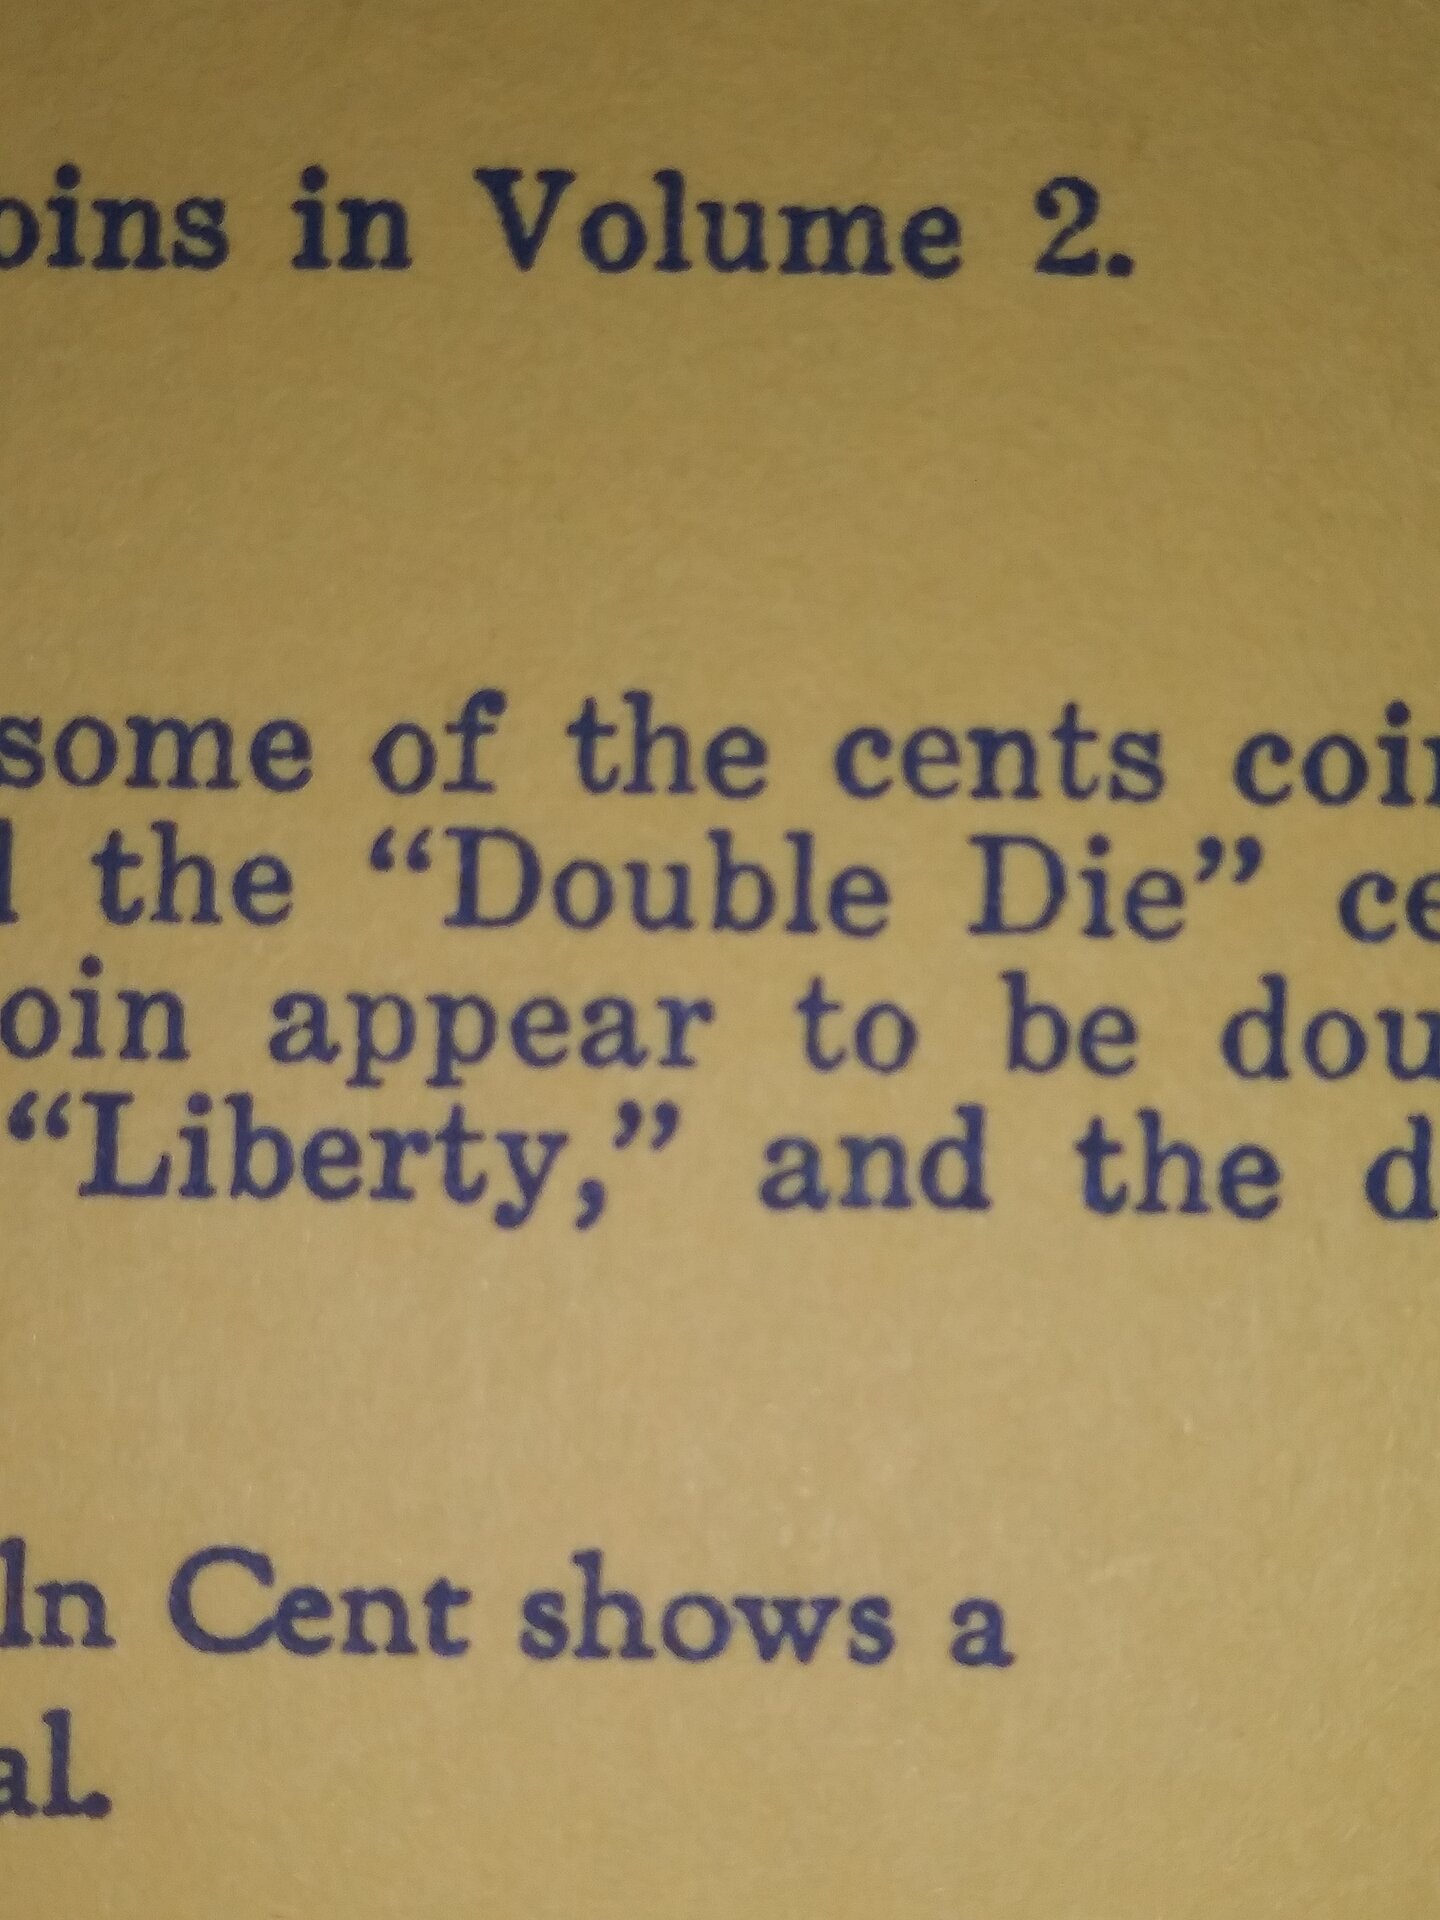 oins in Volume 2.
some of the cents coin
l the “Double Die” ce
oin appear to be dou
“Liberty,” and the d
ln Cent shows a
al.